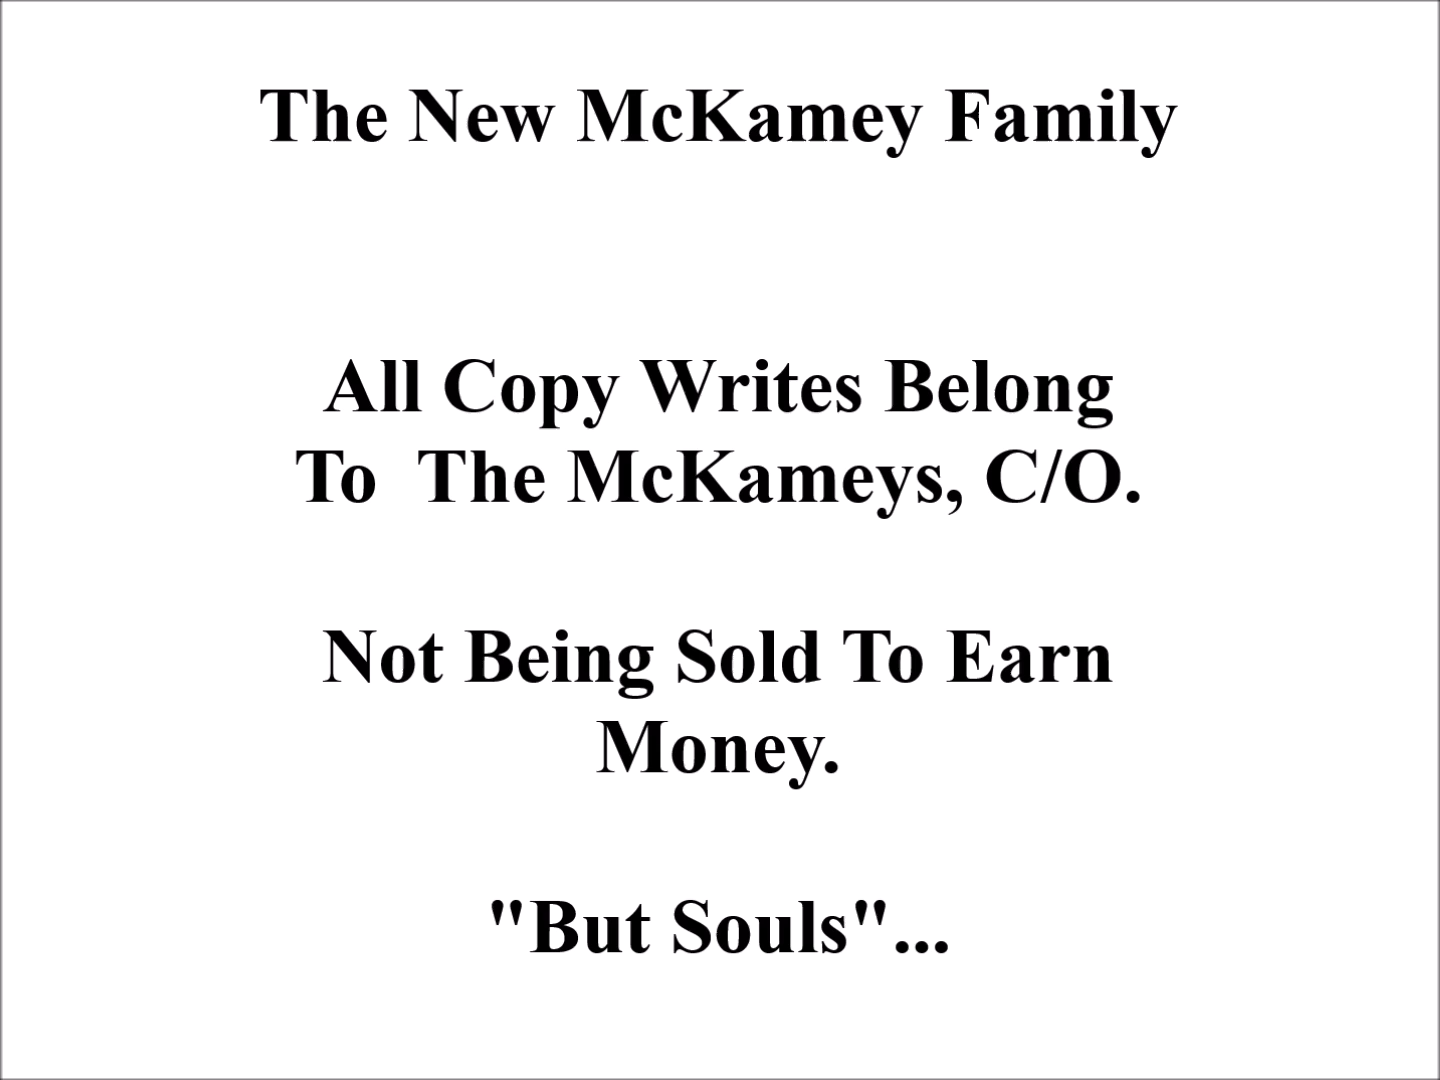 The New McKamey Family
All Copy Writes Belong
To  The McKameys, C/O.
Not Being Sold To Earn
Money.
"But Souls"...